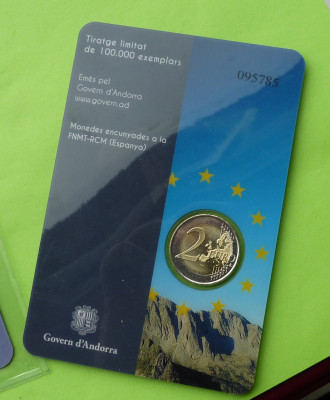 Tiratge limitat
de 100.000 exemplars
095785
Emès pel
Govern d'Andorra
www.govern.ad
Monedes encunyades a la
FNMT-RCM (Espanya)
2
Govern d'Andorra